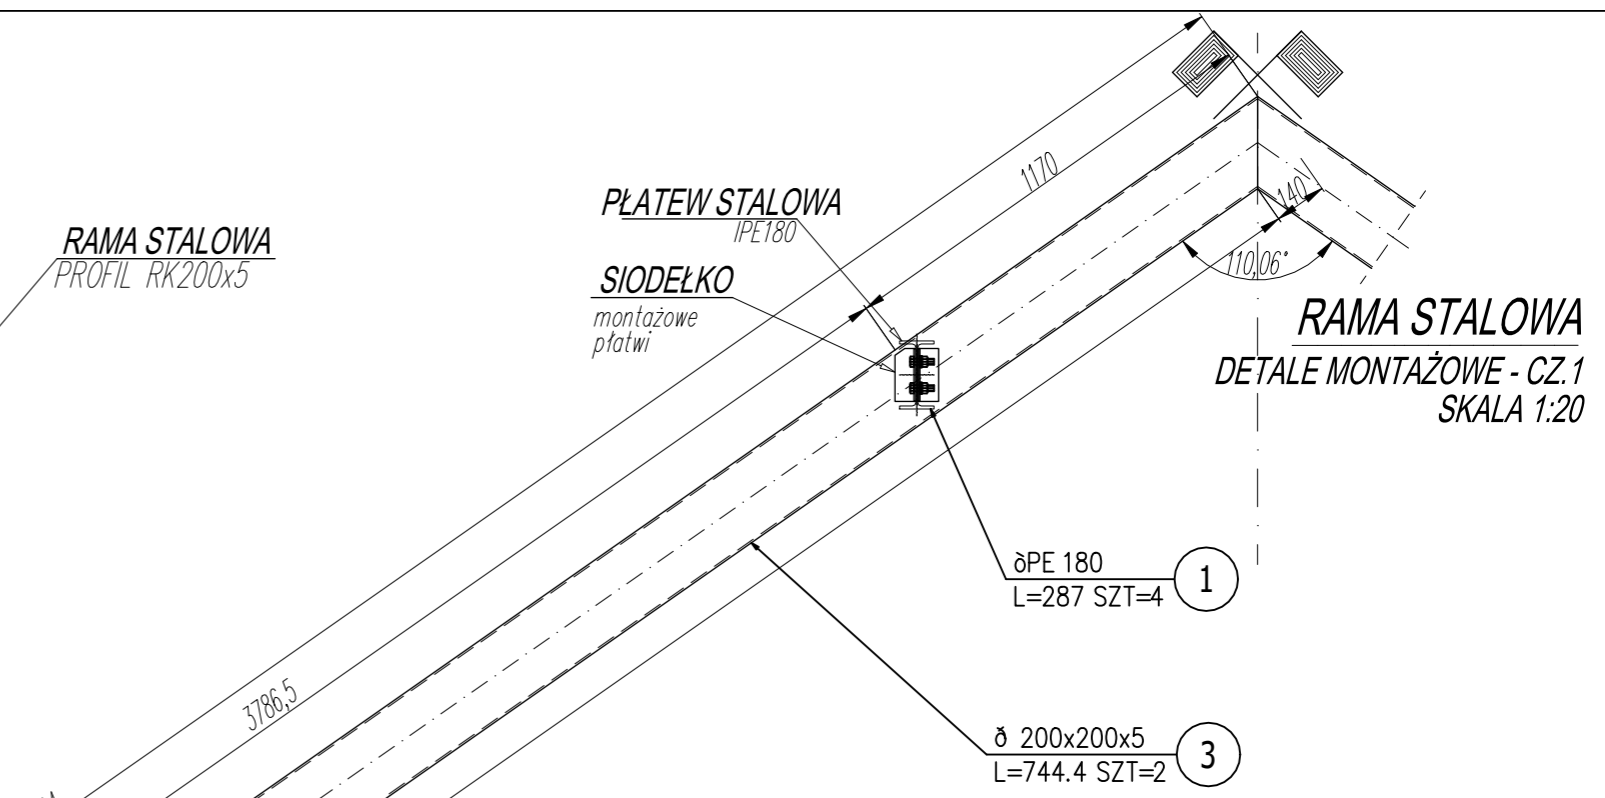 1170
PŁATEW STALOWA
IPE180
RAMA STALOWA
PROFIL RK200x5
140
SIODEŁKO
montażowe
płatwi
110,06°
RAMA STALOWA
DETALE MONTAŻOWE - CZ.1
SKALA 1:20
ðPE 180
L=287 SZT=4
1
3786,5
ð 200x200x5
L=744.4 SZT=2
3